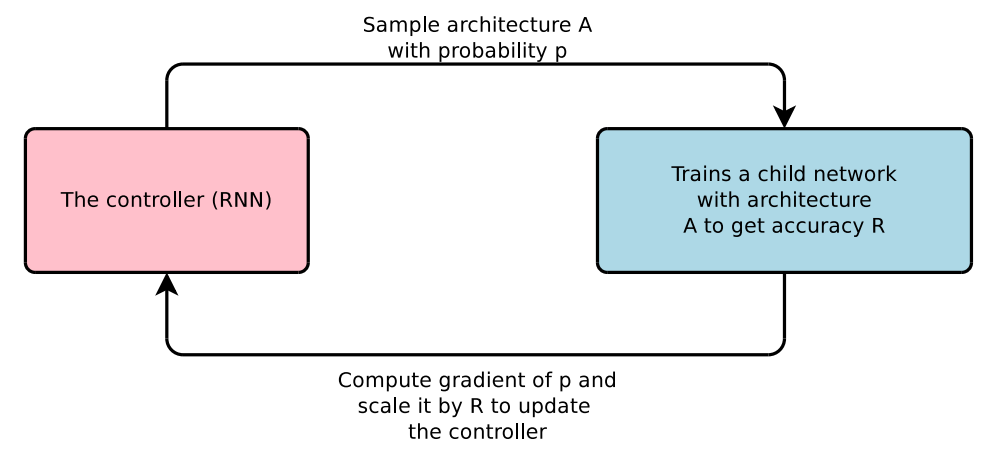 Sample architecture A
with probability p
The controller (RNN)
Trains a child network
with architecture
A to get accuracy R
Compute gradient of p and
scale it by R to update
the controller